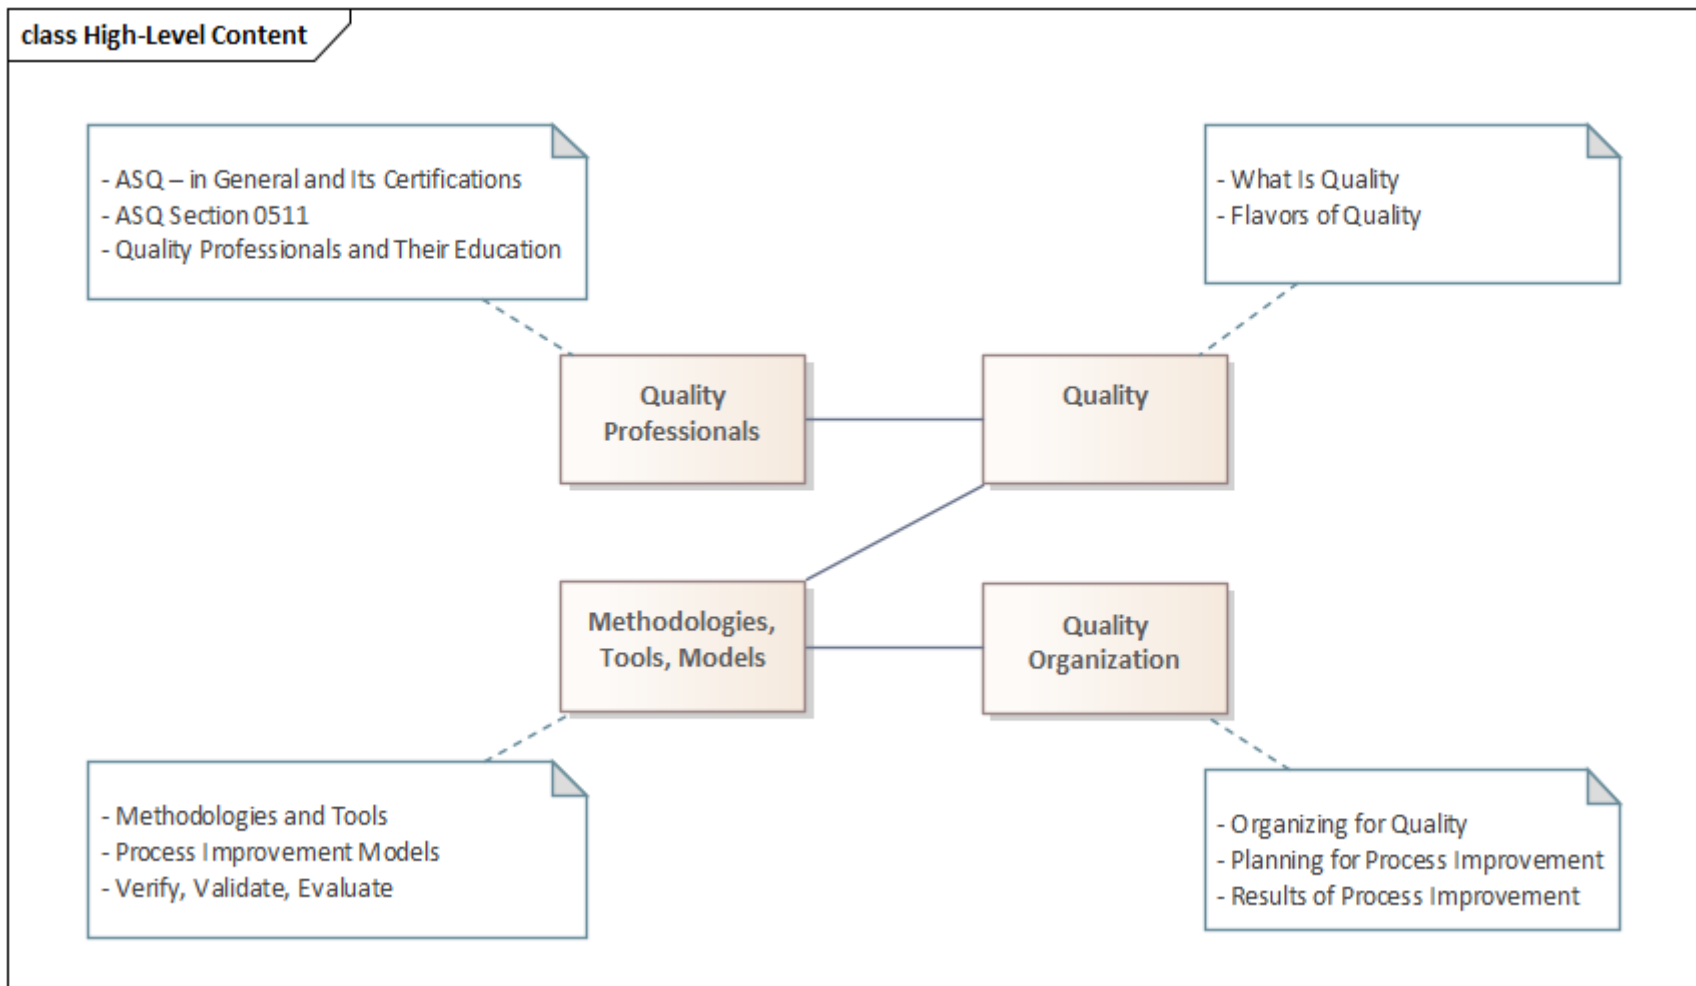 class High-Level Content
- ASQ – in General and Its Certifications
- ASQ Section 0511
- Quality Professionals and Their Education
- What Is Quality
- Flavors of Quality
Quality
Professionals
Quality
Methodologies,
Tools, Models
Quality
Organization
- Methodologies and Tools
- Process Improvement Models
- Verify, Validate, Evaluate
- Organizing for Quality
- Planning for Process Improvement
- Results of Process Improvement